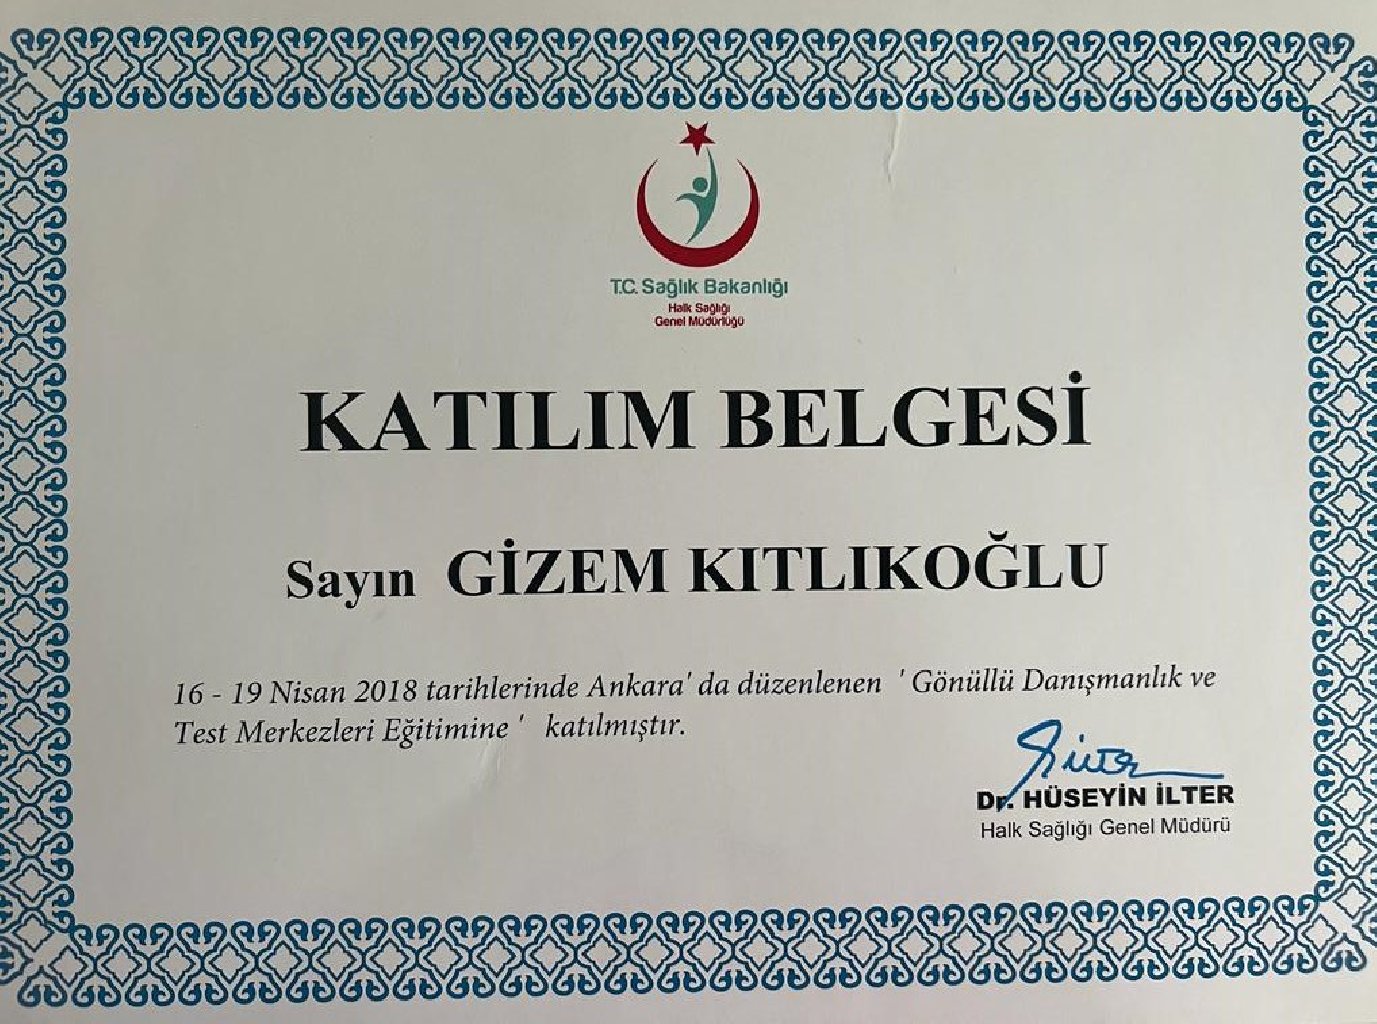 T.C. Sağlık Bakanlığı
Halk Sağlığı
Genel Müdürlüğü
KATILIM BELGESİ
Sayın GİZEM KITLIKOĞLU
16 - 19 Nisan 2018 tarihlerinde Ankara' da düzenlenen ' Gönüllü Danışmanlık ve
Test Merkezleri Eğitimine ' katılmıştır.
Dr. HÜSEYİN İLTER
Halk Sağlığı Genel Müdürü